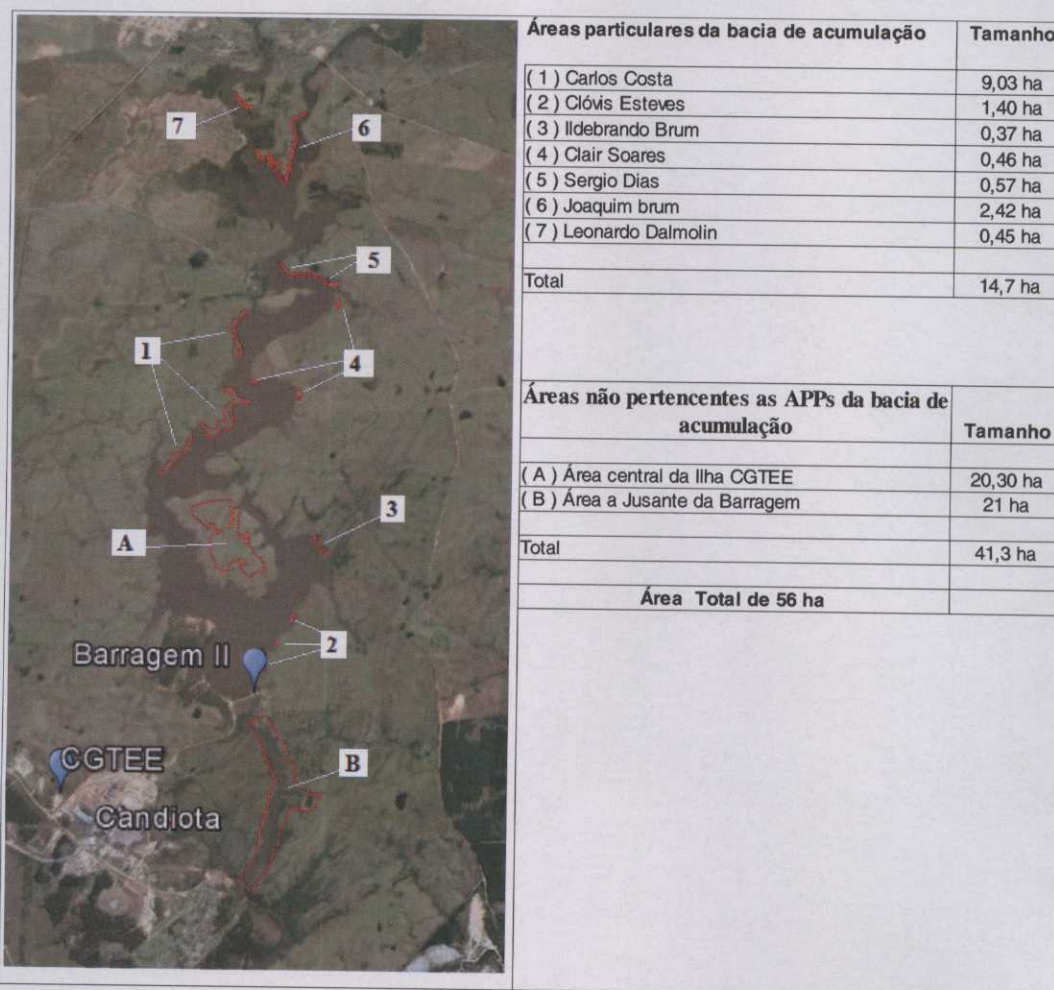 7
6
5
1
4
3
A
2
Barragem II
B
CGTEE
Candiota
Áreas particulares da bacia de acumulação Tamanho
( 1 ) Carlos Costa 9,03 ha
( 2 ) Clóvis Esteves 1,40 ha
( 3 ) Ildebrando Brum 0,37 ha
( 4 ) Clair Soares 0,46 ha
( 5 ) Sergio Dias 0,57 ha
( 6 ) Joaquim brum 2,42 ha
( 7 ) Leonardo Dalmolin 0,45 ha
Total 14,7 ha
Áreas não pertencentes as APPs da bacia de
acumulação Tamanho
( A ) Área central da Ilha CGTEE 20,30 ha
( B ) Área a Jusante da Barragem 21 ha
Total 41,3 ha
Área Total de 56 ha